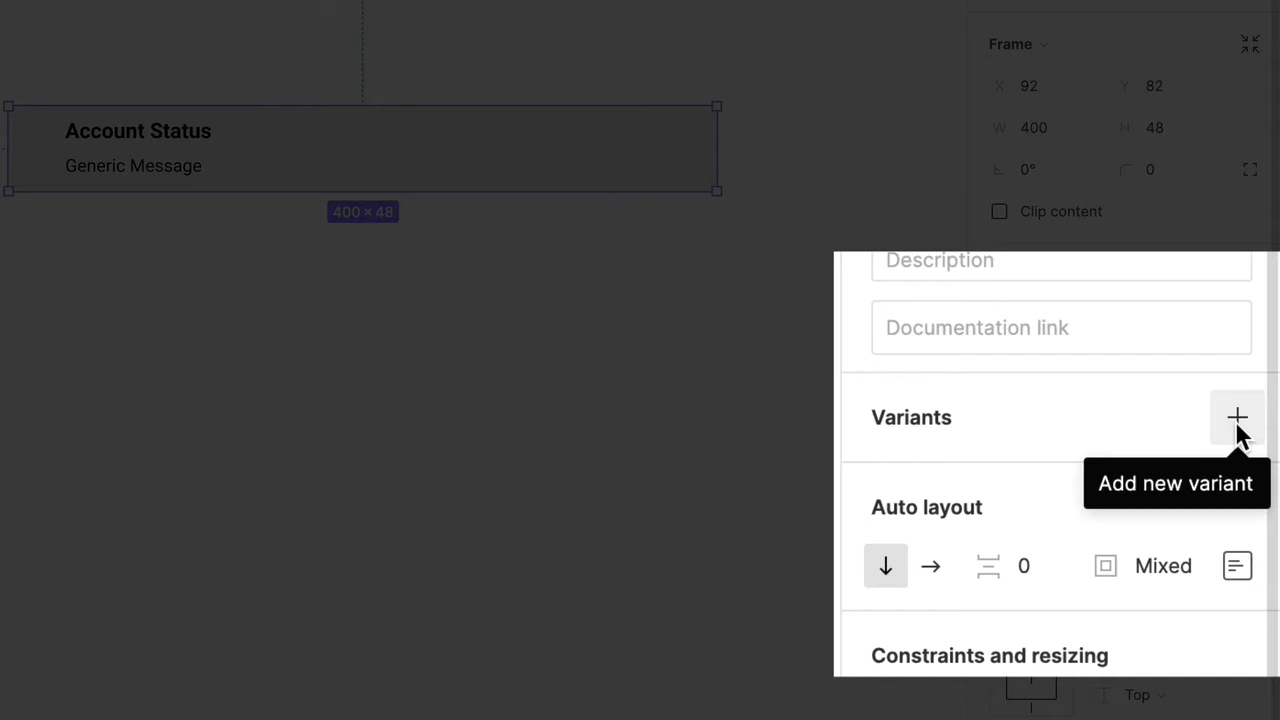 Frame
X 92 Y 82
W 400 H 48
0° 0
Clip content
Account Status
Generic Message
400 × 48
Description
Documentation link
Variants
Add new variant
Auto layout
0 Mixed
Constraints and resizing
Top